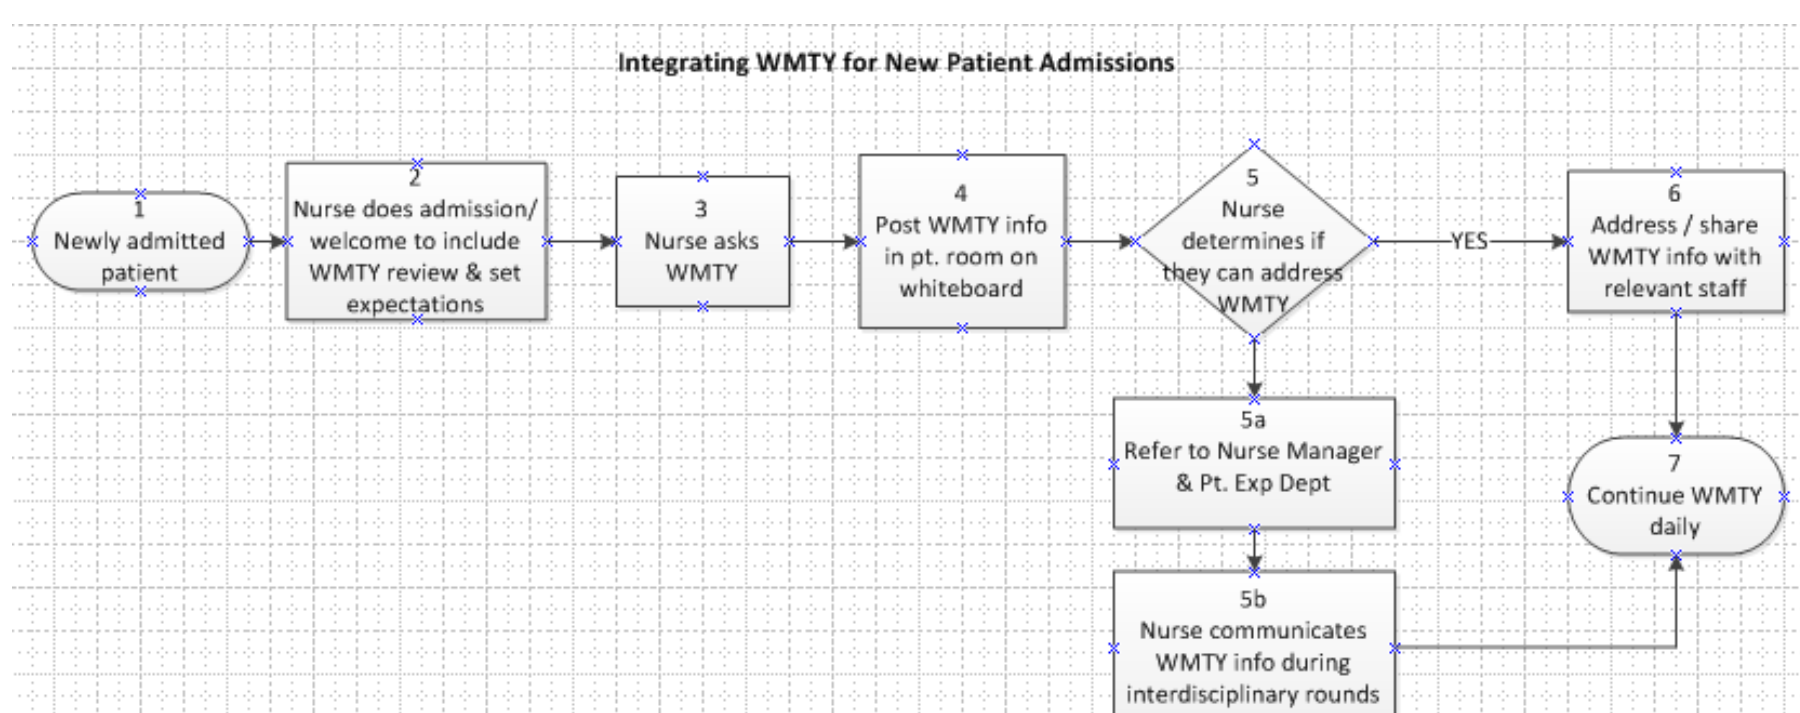 Integrating WMTY for New Patient Admissions
1
Newly admitted
patient
2
Nurse does admission/
welcome to include
WMTY review & set
expectations
3
Nurse asks
WMTY
4
Post WMTY info
in pt. room on
whiteboard
5
Nurse
determines if
they can address
WMTY
YES
6
Address / share
WMTY info with
relevant staff
5a
Refer to Nurse Manager
& Pt. Exp Dept
5b
Nurse communicates
WMTY info during
interdisciplinary rounds
7
Continue WMTY
daily